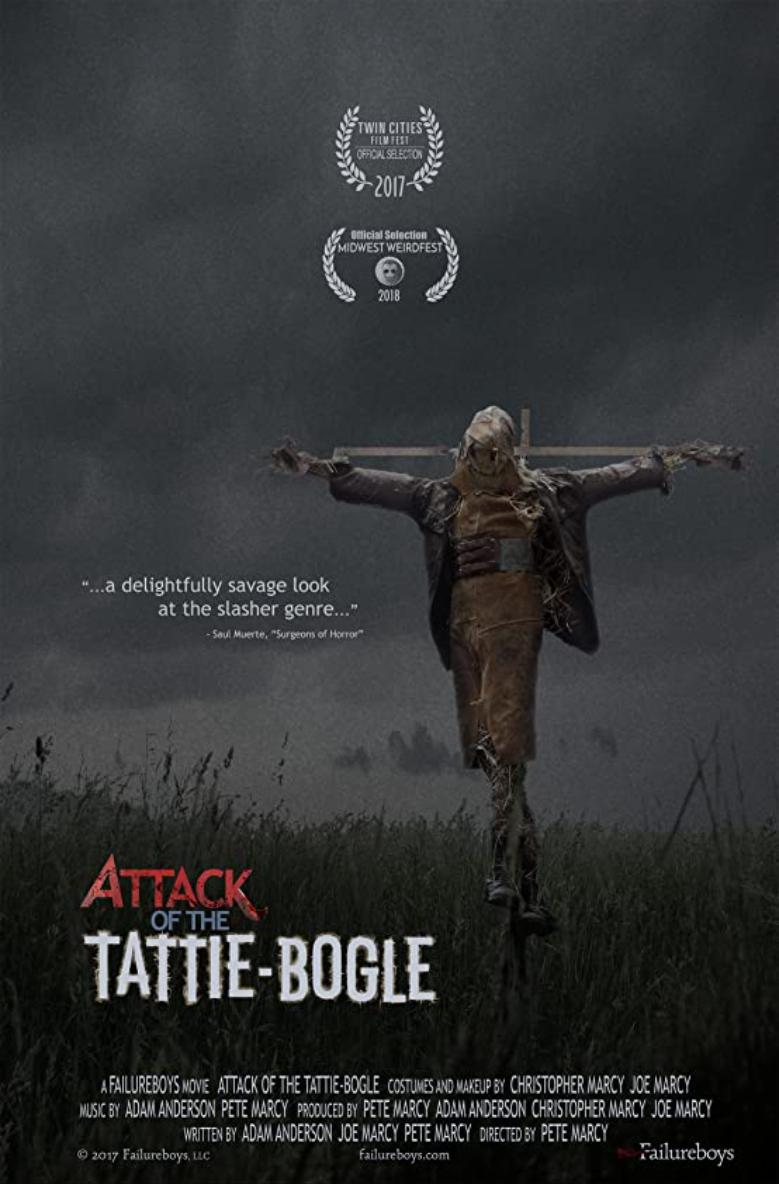 TWIN CITIES
FILM FEST
OFFICIAL SELECTION
2017
Official Selection
MIDWEST WEIRDFEST
2018
"...a delightfully savage look
at the slasher genre..."
- Saul Muerte, "Surgeons of Horror"
ATTACK
OF THE
TATTIE-BOGLE
A FAILUREBOYS MOVIE ATTACK OF THE TATTIE-BOGLE COSTUMES AND MAKEUP BY CHRISTOPHER MARCY JOE MARCY
MUSIC BY ADAM ANDERSON PETE MARCY PRODUCED BY PETE MARCY ADAM ANDERSON CHRISTOPHER MARCY JOE MARCY
WRITTEN BY ADAM ANDERSON JOE MARCY PETE MARCY DIRECTED BY PETE MARCY
© 2017 Failureboys, LLC failureboys.com Failureboys